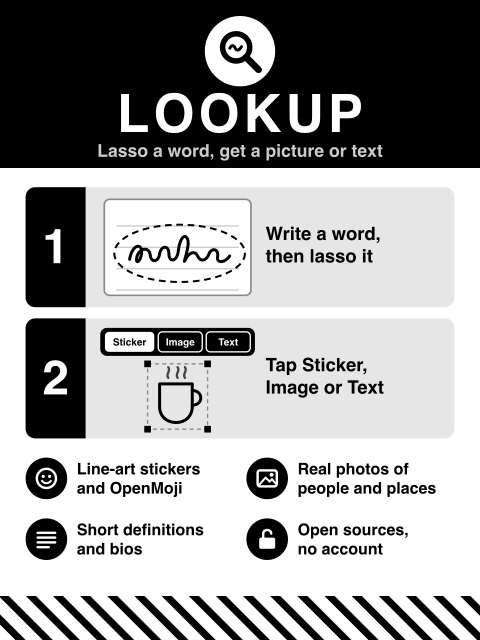 LOOKUP
Lasso a word, get a picture or text
1
Write a word,
then lasso it
2
Sticker Image Text
Tap Sticker,
Image or Text
Line-art stickers
and OpenMoji
Real photos of
people and places
Short definitions
and bios
Open sources,
no account